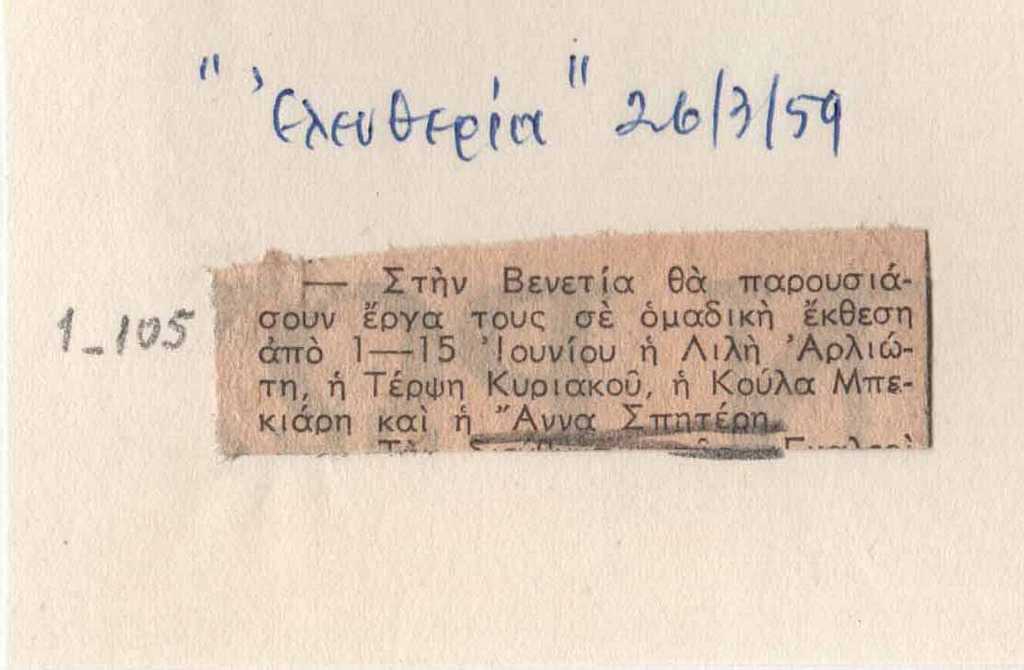 " Ἐλευθερία " 26/3/59
— Στὴν Βενετία θὰ παρουσιά-
σουν ἔργα τους σὲ ὁμαδικὴ ἔκθεση
1_105
ἀπὸ 1—15 Ἰουνίου ἡ Λιλὴ Ἀρλιώ-
τη, ἡ Τέρψη Κυριακοῦ, ἡ Κούλα Μπε-
κιάρη καὶ ἡ Ἄννα Σπητέρη.